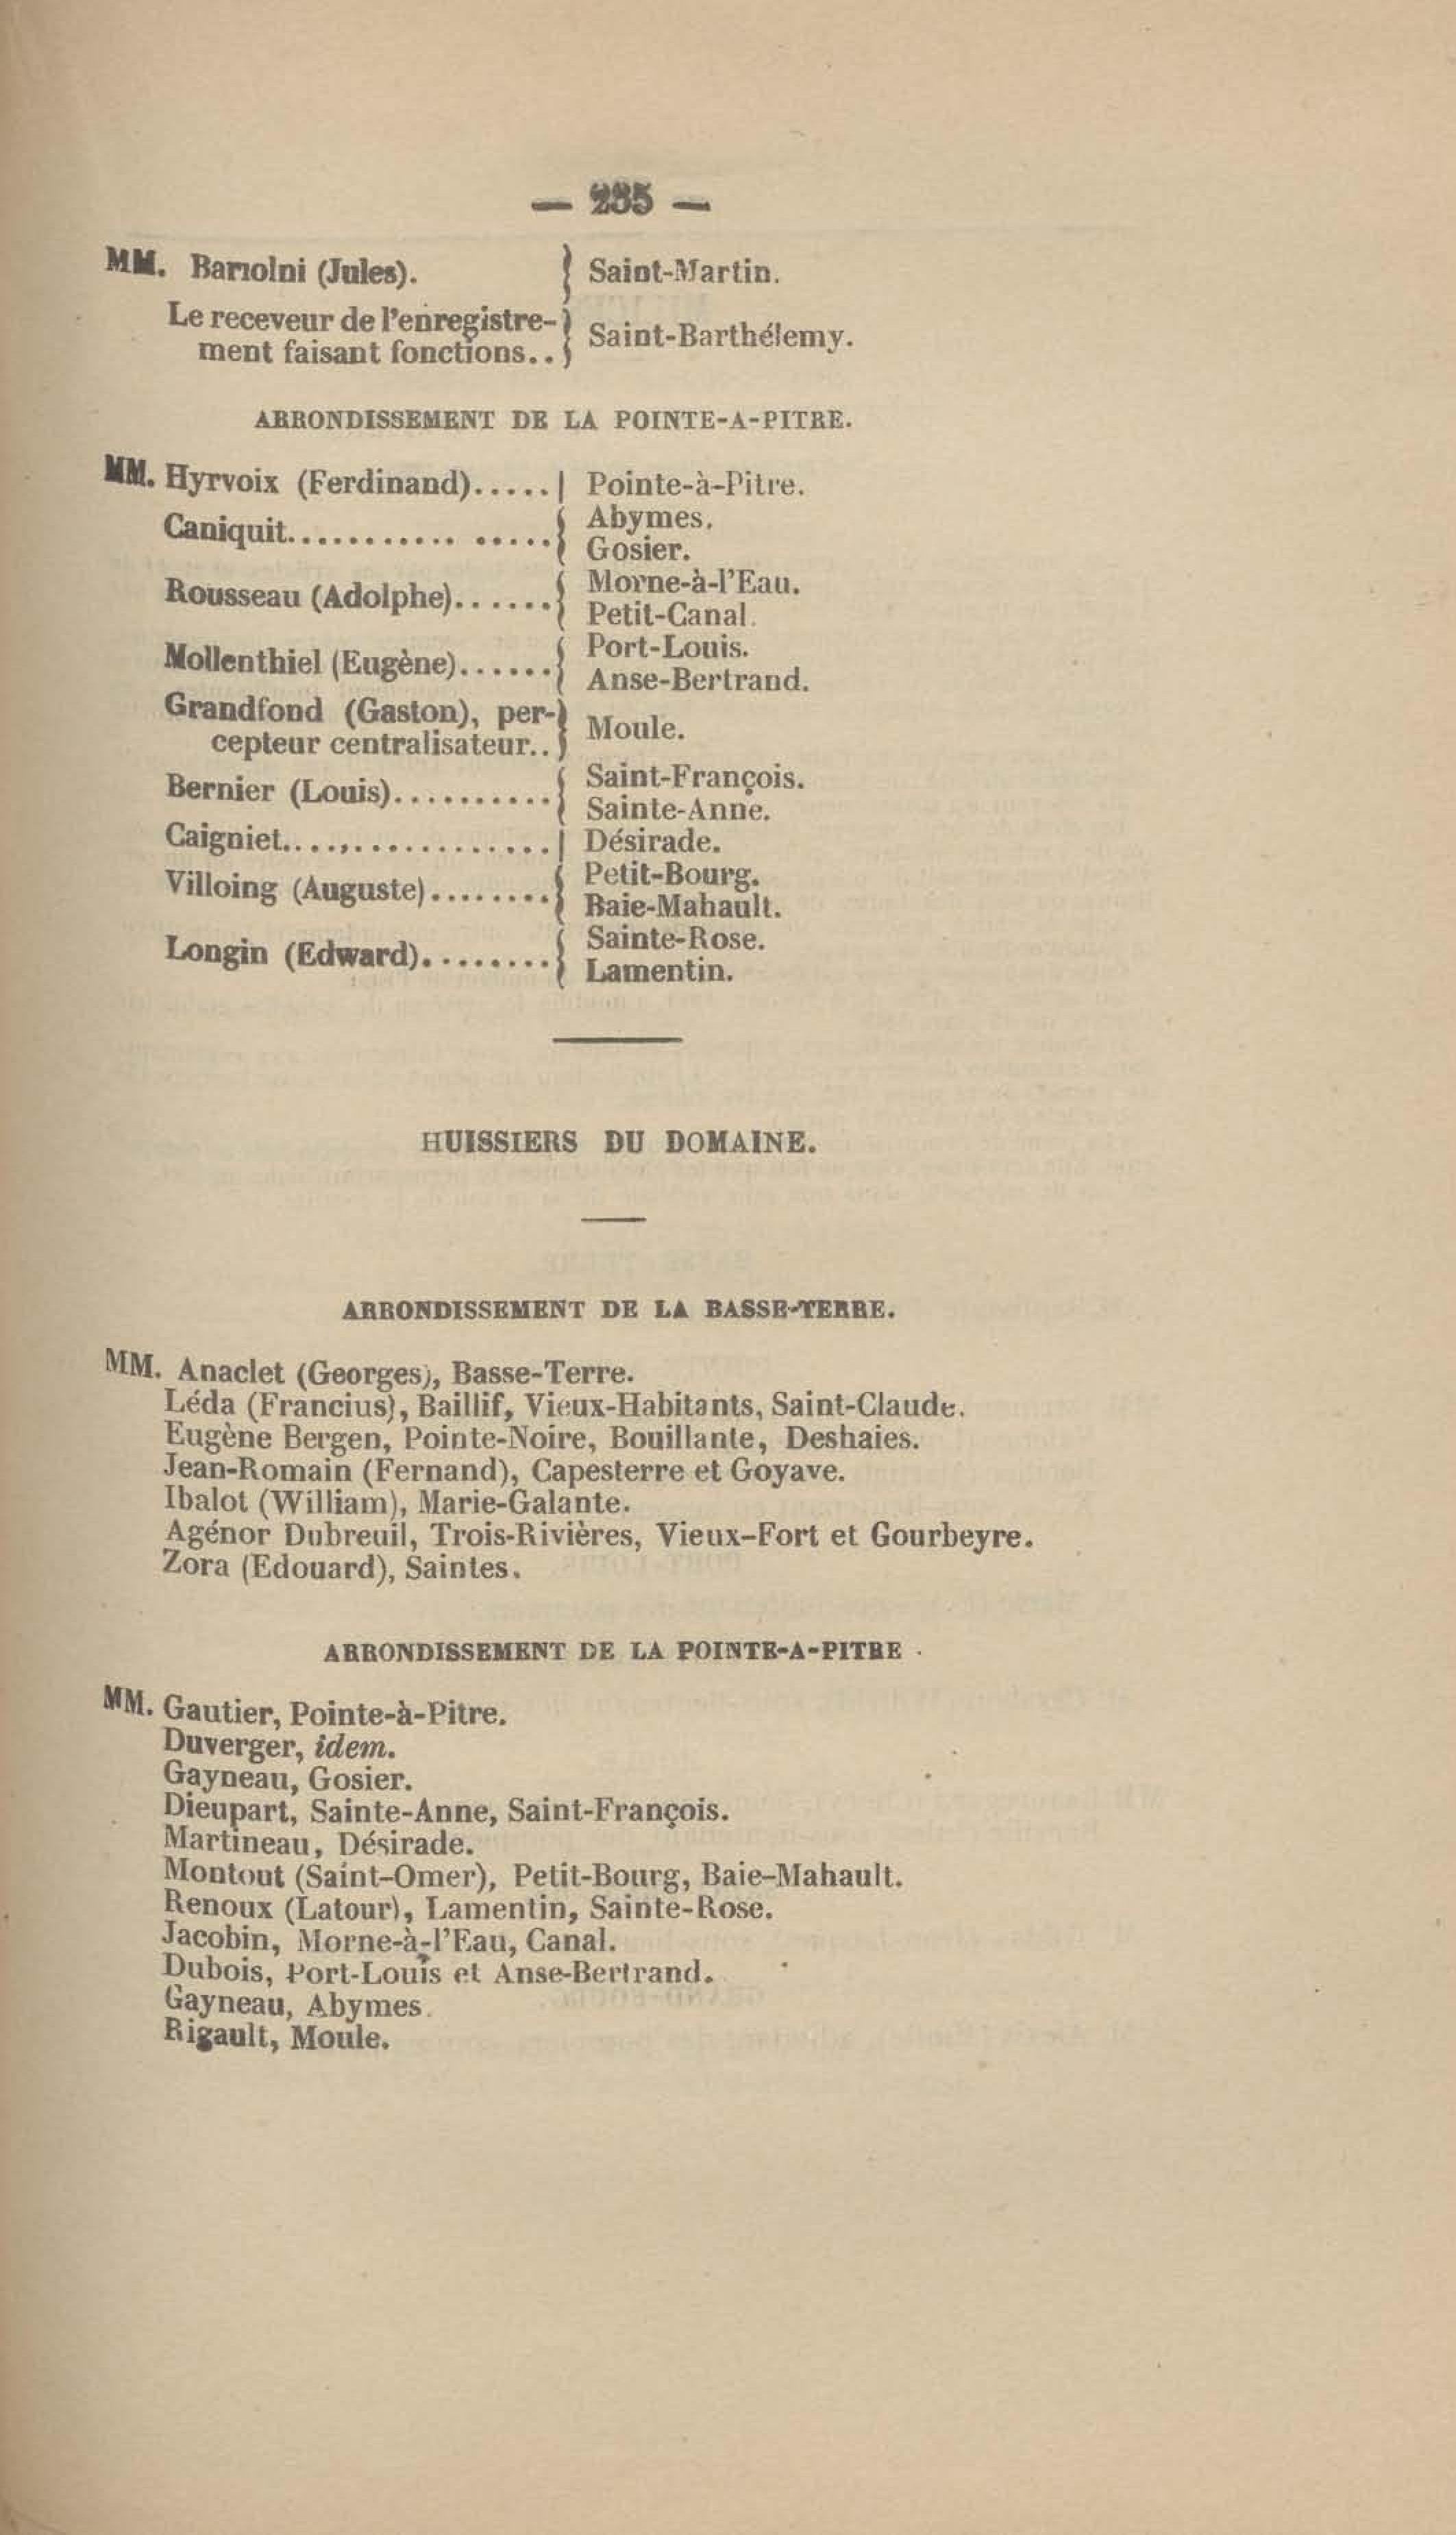 — 235 —
MM. Bartolni (Jules). } Saint-Martin.
Le receveur de l'enregistre-
ment faisant fonctions.. } Saint-Barthélemy.
ARRONDISSEMENT DE LA POINTE-A-PITRE.
MM. Hyrvoix (Ferdinand)..... | Pointe-à-Pitre.
Caniquit............ ..... { Abymes.
Gosier.
Rousseau (Adolphe)...... { Morne-à-l'Eau.
Petit-Canal.
Mollenthiel (Eugène)...... { Port-Louis.
Anse-Bertrand.
Grandfond (Gaston), per-
cepteur centralisateur.. } Moule.
Bernier (Louis).......... { Saint-François.
Sainte-Anne.
Caigniet....,.............. | Désirade.
Villoing (Auguste)........ { Petit-Bourg.
Baie-Mahault.
Longin (Edward)......... { Sainte-Rose.
Lamentin.
HUISSIERS DU DOMAINE.
ARRONDISSEMENT DE LA BASSE-TERRE.
MM. Anaclet (Georges), Basse-Terre.
Léda (Francius), Baillif, Vieux-Habitants, Saint-Claude.
Eugène Bergen, Pointe-Noire, Bouillante, Deshaies.
Jean-Romain (Fernand), Capesterre et Goyave.
Ibalot (William), Marie-Galante.
Agénor Dubreuil, Trois-Rivières, Vieux-Fort et Gourbeyre.
Zora (Edouard), Saintes.
ARRONDISSEMENT DE LA POINTE-A-PITRE.
MM. Gautier, Pointe-à-Pitre.
Duverger, idem.
Gayneau, Gosier.
Dieupart, Sainte-Anne, Saint-François.
Martineau, Désirade.
Montout (Saint-Omer), Petit-Bourg, Baie-Mahault.
Renoux (Latour), Lamentin, Sainte-Rose.
Jacobin, Morne-à-l'Eau, Canal.
Dubois, Port-Louis et Anse-Bertrand.
Gayneau, Abymes.
Rigault, Moule.